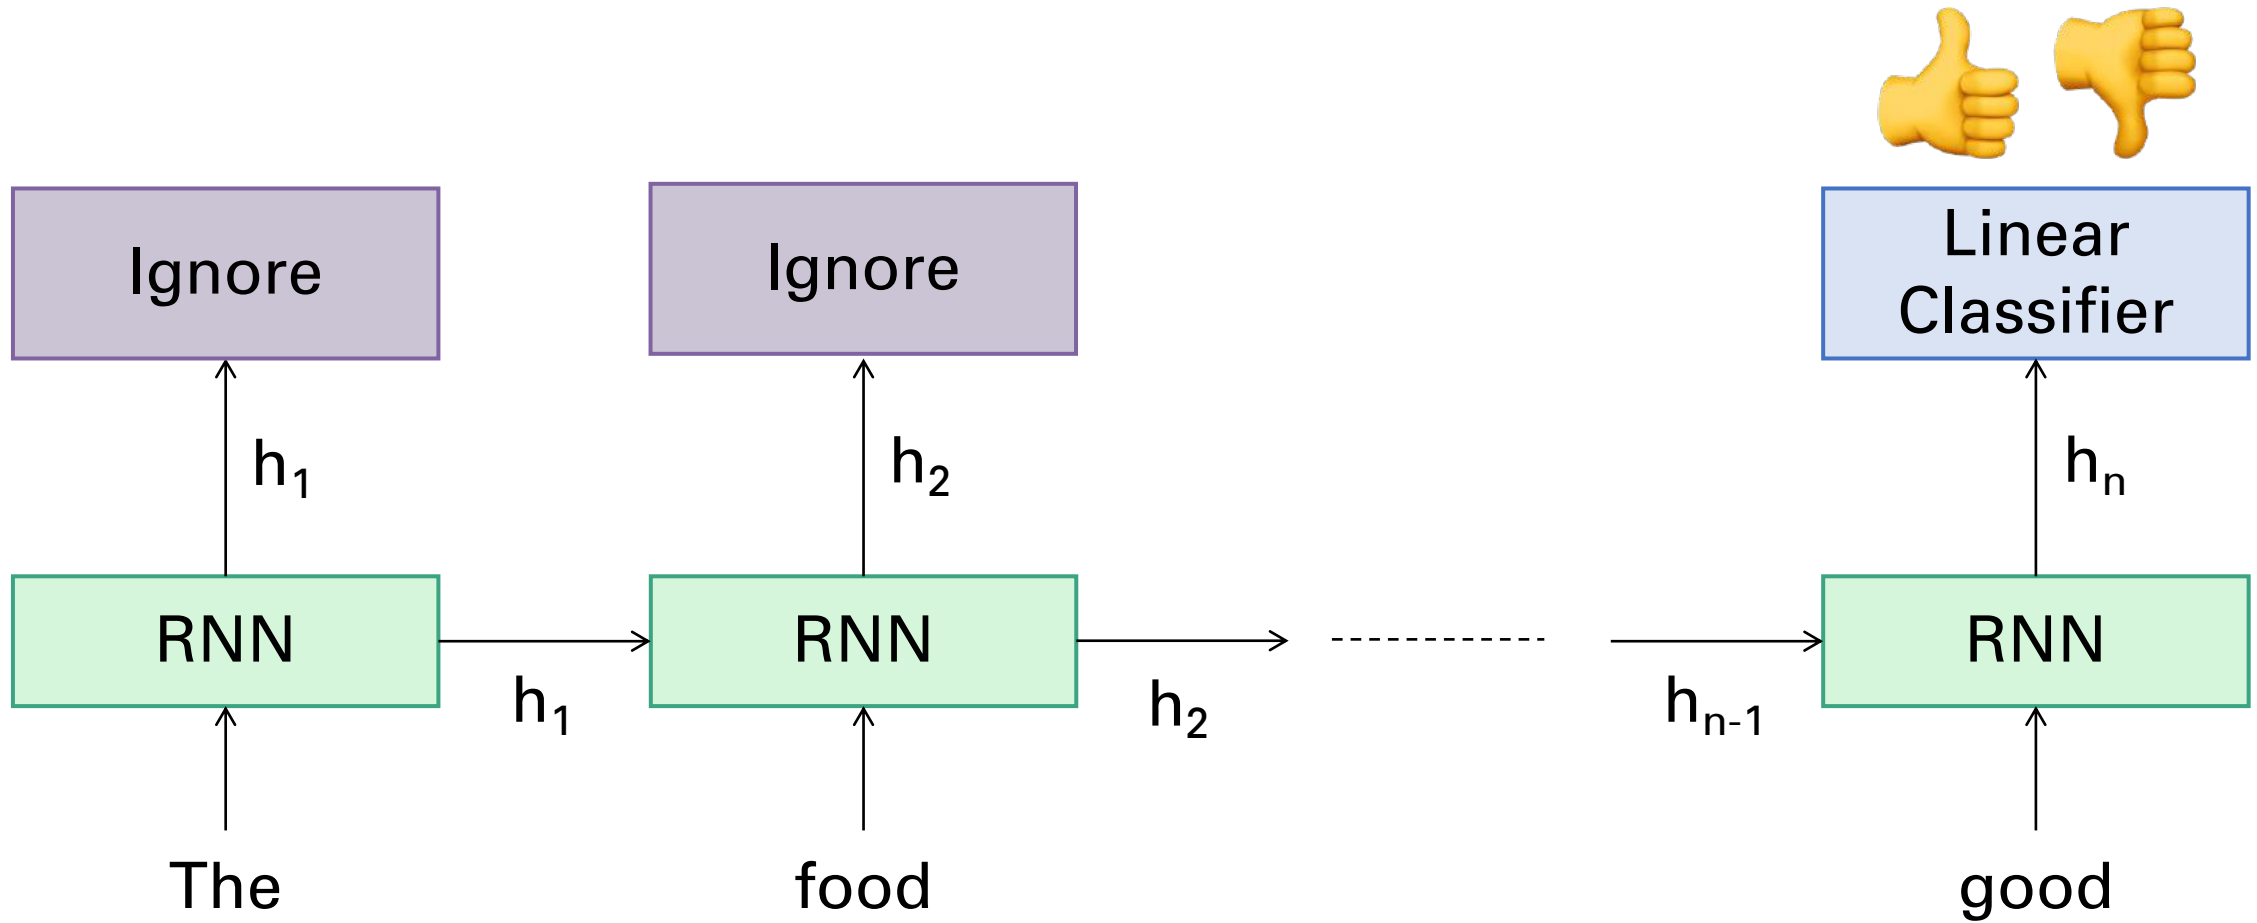 Ignore
Ignore
Linear
Classifier
h₁
h₂
hₙ
RNN
RNN
RNN
h₁
h₂
hₙ₋₁
The
food
good